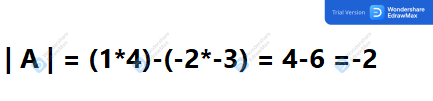 Trial Version Wondershare
EdrawMax
| A | = (1*4)-(-2*-3) = 4-6 =-2